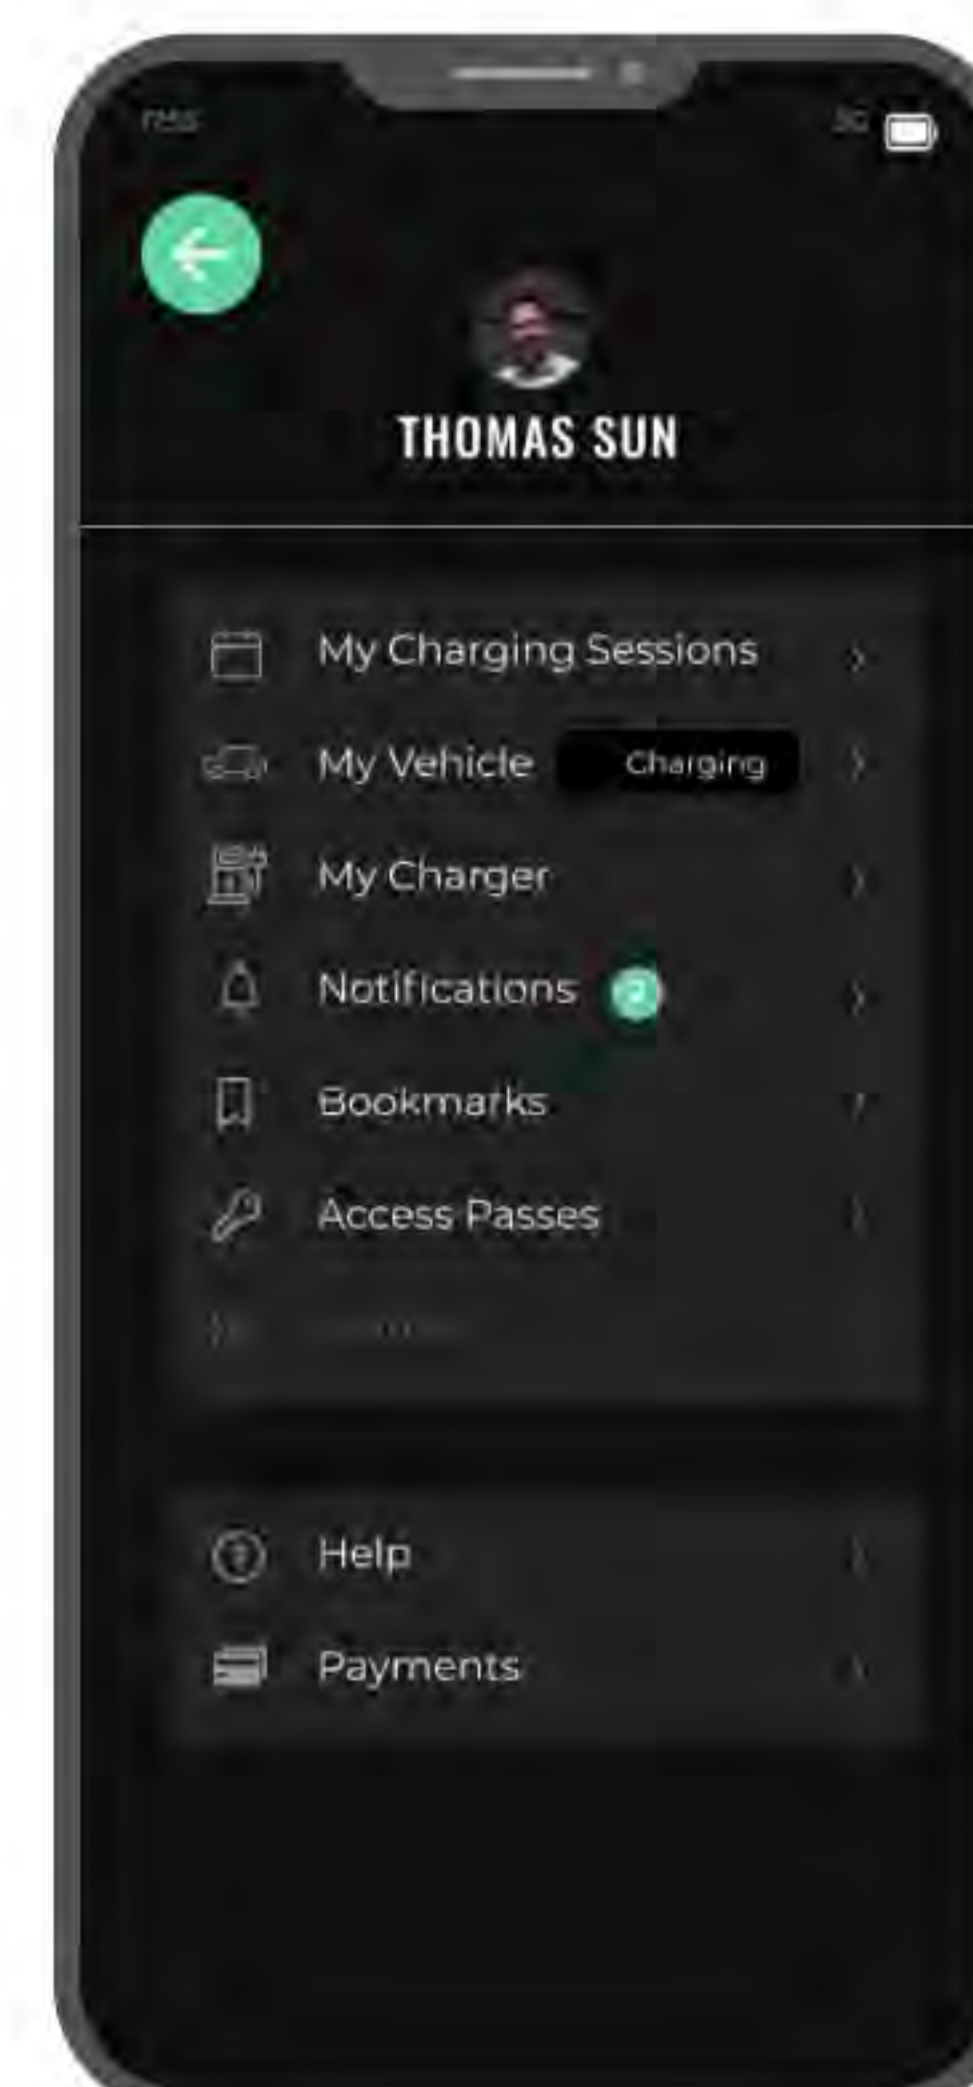 THOMAS SUN
My Charging Sessions
My Vehicle Charging
My Charger
Notifications
Bookmarks
Access Passes
Help
Payments